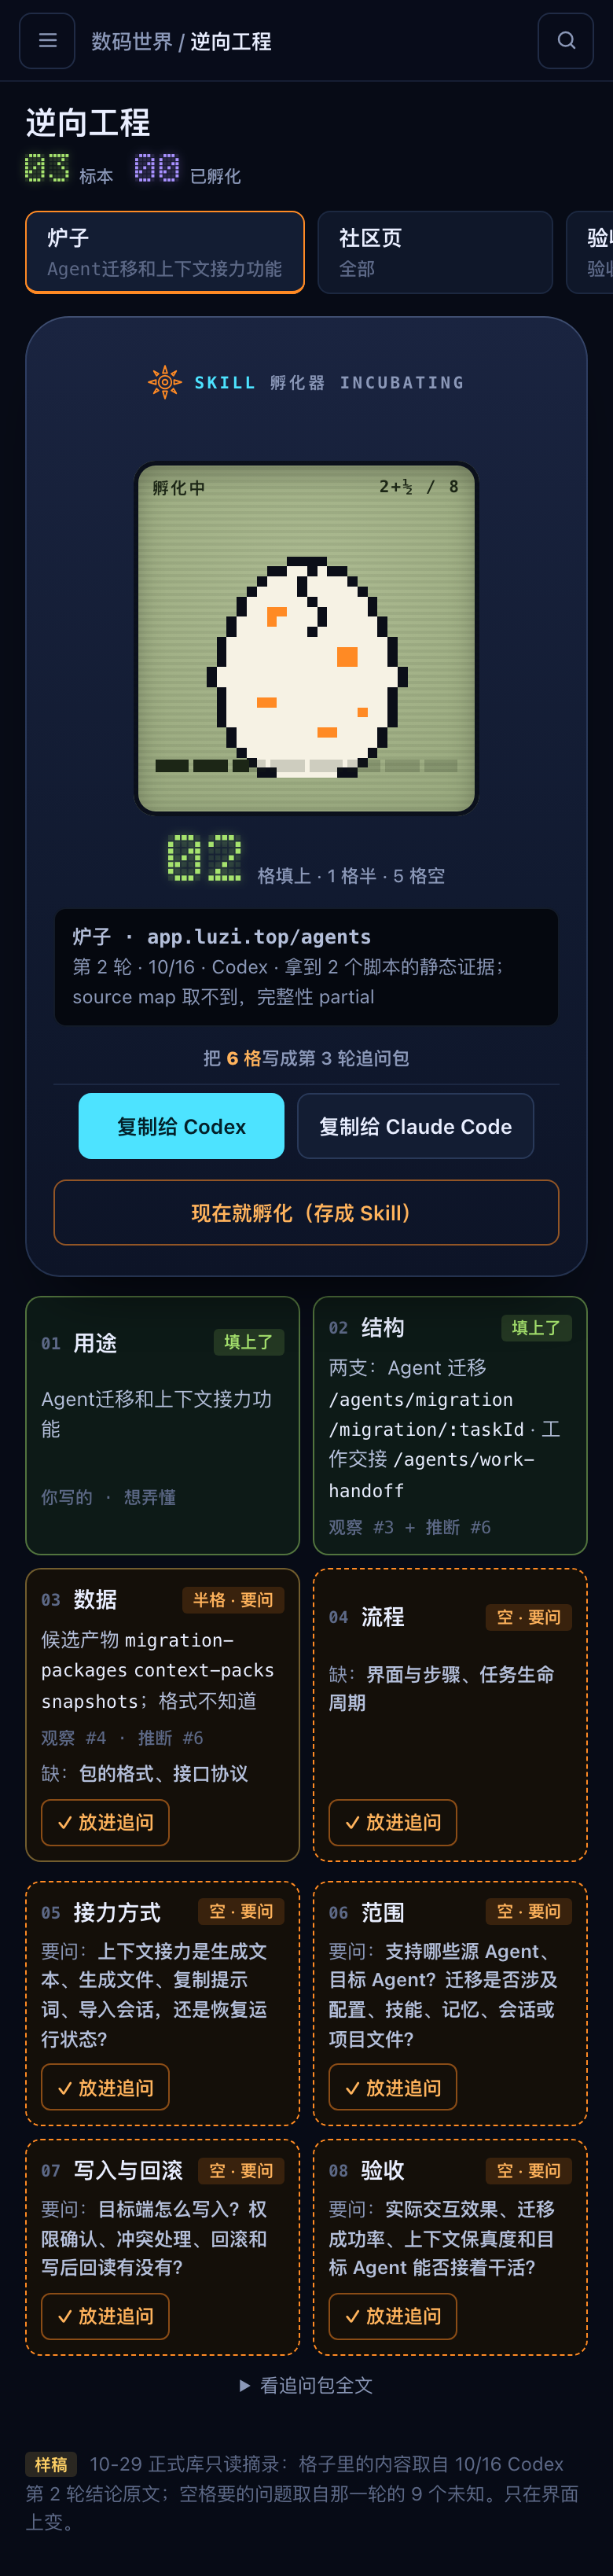 数码世界 / 逆向工程
逆向工程
03 标本 00 已孵化
炉子
Agent迁移和上下文接力功能
社区页
全部
SKILL 孵化器 INCUBATING
孵化中 2+½ / 8
02 格填上 · 1 格半 · 5 格空
炉子 · app.luzi.top/agents
第 2 轮 · 10/16 · Codex · 拿到 2 个脚本的静态证据；
source map 取不到，完整性 partial
把 6 格写成第 3 轮追问包
复制给 Codex
复制给 Claude Code
现在就孵化（存成 Skill）
01 用途 填上了
Agent迁移和上下文接力功
能
你写的 · 想弄懂
02 结构 填上了
两支：Agent 迁移
/agents/migration
/migration/:taskId · 工
作交接 /agents/work-
handoff
观察 #3 + 推断 #6
03 数据 半格 · 要问
候选产物 migration-
packages context-packs
snapshots；格式不知道
观察 #4 · 推断 #6
缺：包的格式、接口协议
✓ 放进追问
04 流程 空 · 要问
缺：界面与步骤、任务生命
周期
✓ 放进追问
05 接力方式 空 · 要问
要问：上下文接力是生成文
本、生成文件、复制提示
词、导入会话，还是恢复运
行状态？
✓ 放进追问
06 范围 空 · 要问
要问：支持哪些源 Agent、
目标 Agent？迁移是否涉及
配置、技能、记忆、会话或
项目文件？
✓ 放进追问
07 写入与回滚 空 · 要问
要问：目标端怎么写入？权
限确认、冲突处理、回滚和
写后回读有没有？
✓ 放进追问
08 验收 空 · 要问
要问：实际交互效果、迁移
成功率、上下文保真度和目
标 Agent 能否接着干活？
✓ 放进追问
▶ 看追问包全文
样稿 10-29 正式库只读摘录：格子里的内容取自 10/16 Codex
第 2 轮结论原文；空格要的问题取自那一轮的 9 个未知。只在界面
上变。